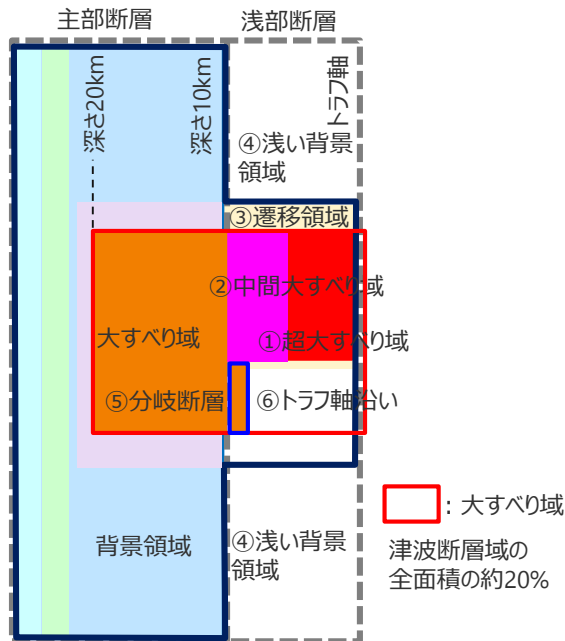 主部断層
浅部断層
深さ20km
深さ10km
トラフ軸
④浅い背景
領域
③遷移領域
②中間大すべり域
大すべり域
①超大すべり域
⑤分岐断層
⑥トラフ軸沿い
背景領域
④浅い背景
領域
：大すべり域
津波断層域の
全面積の約20%